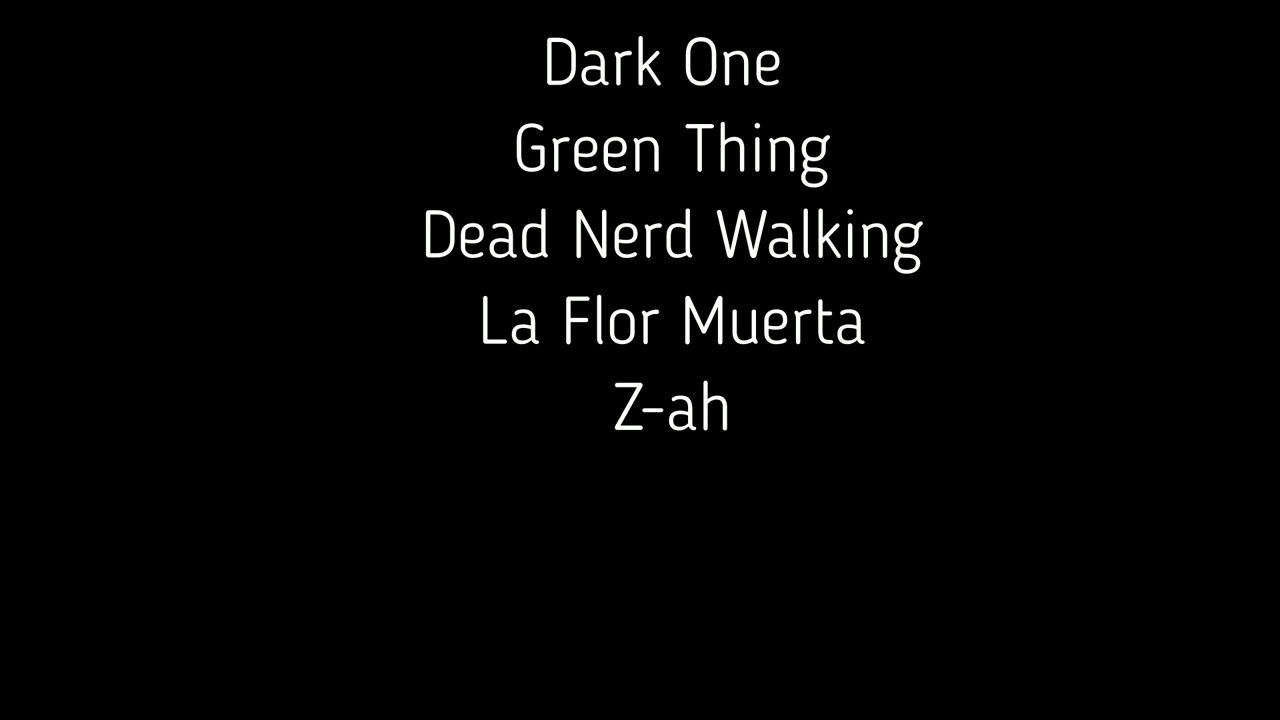 Dark One
Green Thing
Dead Nerd Walking
La Flor Muerta
Z-ah